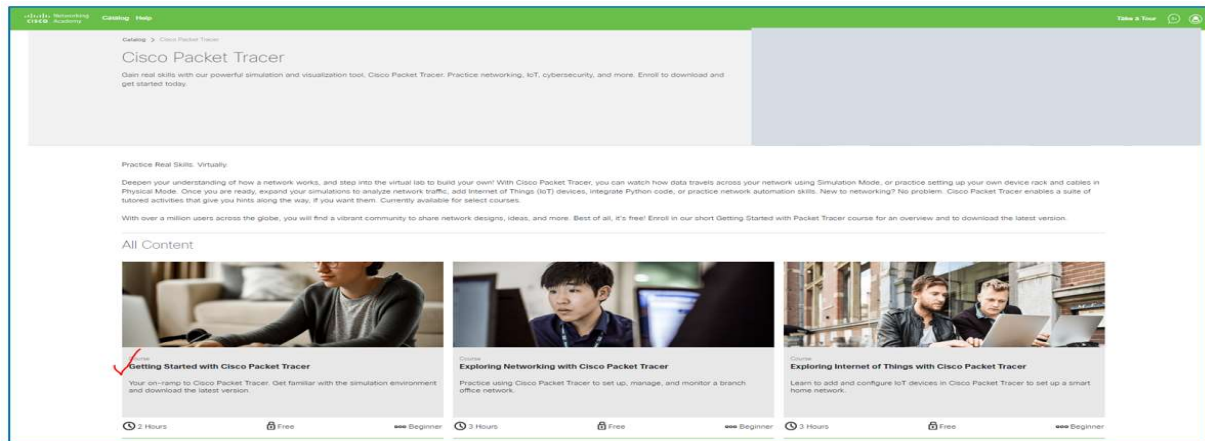 Networking
CISCO Academy
Catalog Help
Take a Tour
Catalog > Cisco Packet Tracer
Cisco Packet Tracer
Gain real skills with our powerful simulation and visualization tool, Cisco Packet Tracer. Practice networking, IoT, cybersecurity, and more. Enroll to download and
get started today.
Practice Real Skills. Virtually.
Deepen your understanding of how a network works, and step into the virtual lab to build your own! With Cisco Packet Tracer, you can watch how data travels across your network using Simulation Mode, or practice setting up your own device rack and cables in
Physical Mode. Once you are ready, expand your simulations to analyze network traffic, add Internet of Things (IoT) devices, integrate Python code, or practice network automation skills. New to networking? No problem. Cisco Packet Tracer enables a suite of
tutored activities that give you hints along the way, if you want them. Currently available for select courses.
With over a million users across the globe, you will find a vibrant community to share network designs, ideas, and more. Best of all, it's free! Enroll in our short Getting Started with Packet Tracer course for an overview and to download the latest version.
All Content
Course
Getting Started with Cisco Packet Tracer
Your on-ramp to Cisco Packet Tracer. Get familiar with the simulation environment
and download the latest version.
2 Hours Free Beginner
Course
Exploring Networking with Cisco Packet Tracer
Practice using Cisco Packet Tracer to set up, manage, and monitor a branch
office network.
3 Hours Free Beginner
Course
Exploring Internet of Things with Cisco Packet Tracer
Learn to add and configure IoT devices in Cisco Packet Tracer to set up a smart
home network.
3 Hours Free Beginner